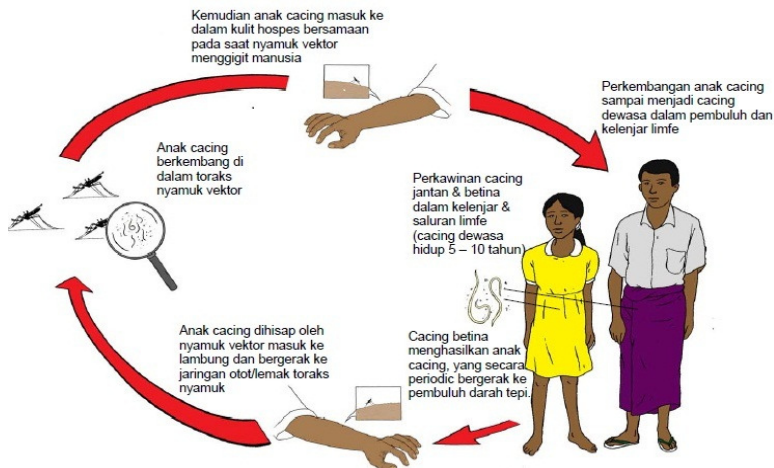 Kemudian anak cacing masuk ke
dalam kulit hospes bersamaan
pada saat nyamuk vektor
menggigit manusia
Perkembangan anak cacing
sampai menjadi cacing
dewasa dalam pembuluh dan
kelenjar limfe
Anak cacing
berkembang di
dalam toraks
nyamuk vektor
Perkawinan cacing
jantan & betina
dalam kelenjar &
saluran limfe
(cacing dewasa
hidup 5 – 10 tahun)
Anak cacing dihisap oleh
nyamuk vektor masuk ke
lambung dan bergerak ke
jaringan otot/lemak toraks
nyamuk
Cacing betina
menghasilkan anak
cacing, yang secara
periodic bergerak ke
pembuluh darah tepi.